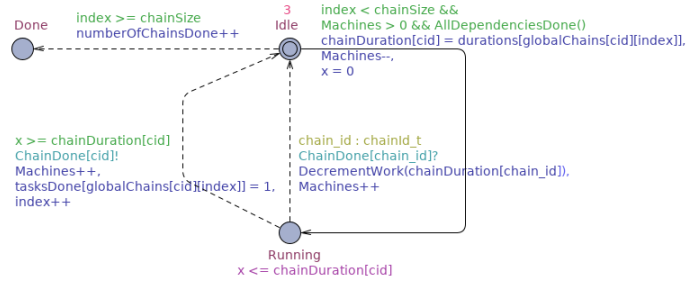 3
Done
Idle
index >= chainSize
numberOfChainsDone++
index < chainSize &&
Machines > 0 && AllDependenciesDone()
chainDuration[cid] = durations[globalChains[cid][index]],
Machines--,
x = 0
x >= chainDuration[cid]
ChainDone[cid]!
Machines++,
tasksDone[globalChains[cid][index]] = 1,
index++
chain_id : chainId_t
ChainDone[chain_id]?
DecrementWork(chainDuration[chain_id]),
Machines++
Running
x <= chainDuration[cid]